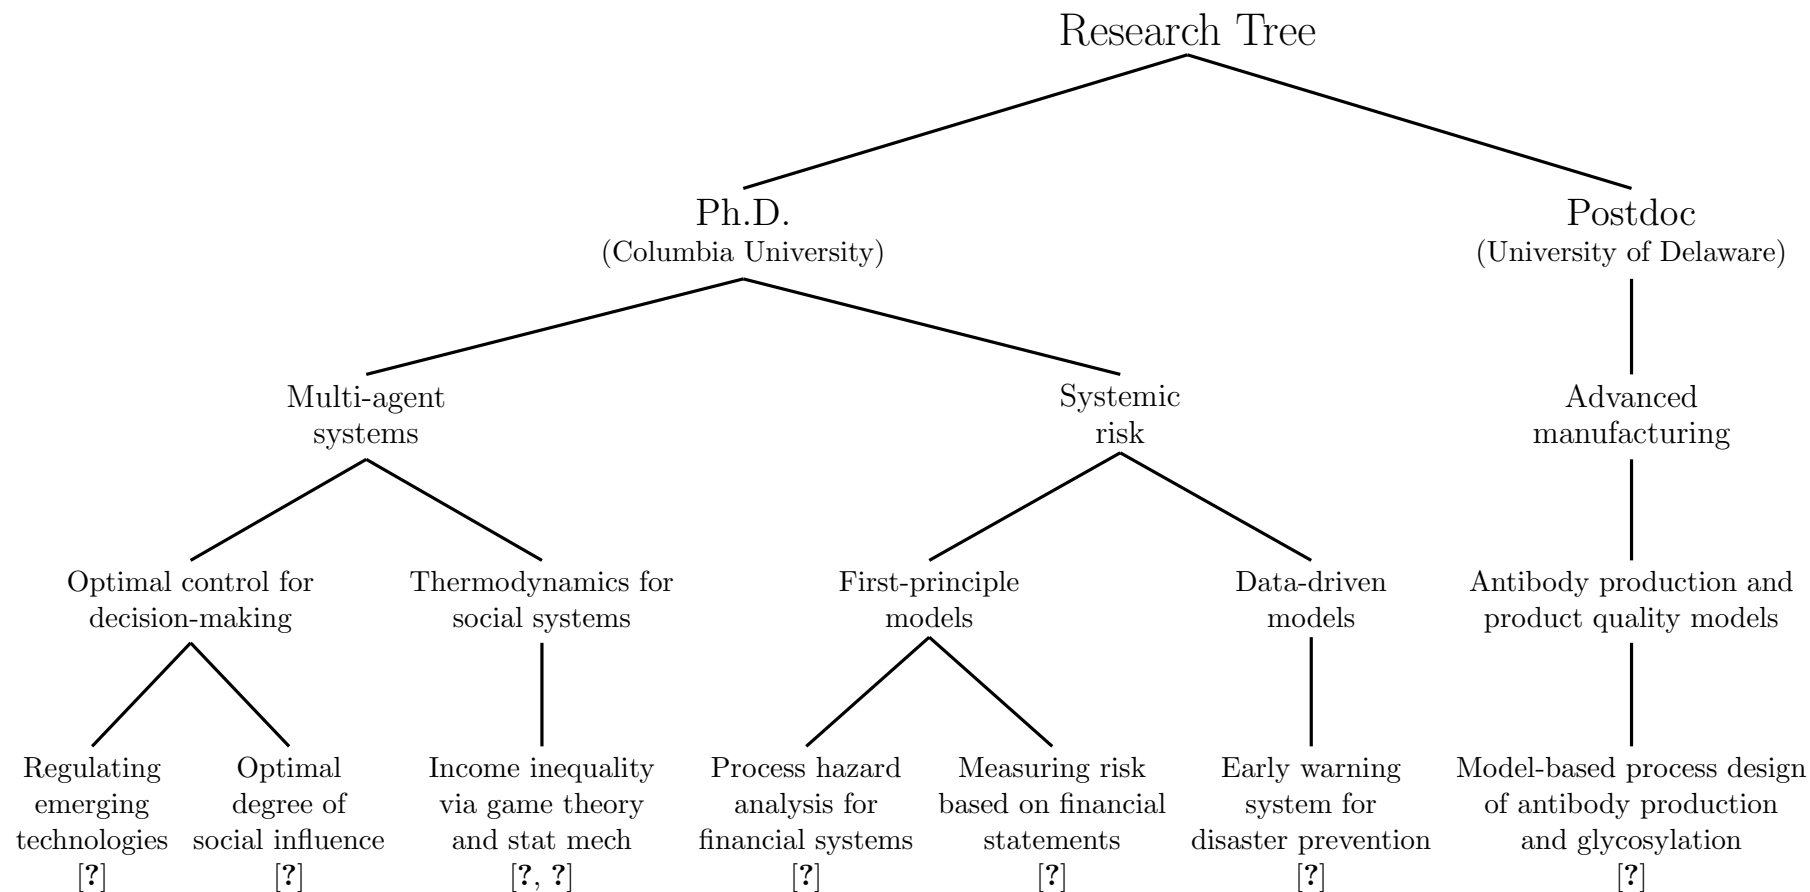 Research Tree
Ph.D.
(Columbia University)
Postdoc
(University of Delaware)
Multi-agent
systems
Systemic
risk
Advanced
manufacturing
Optimal control for
decision-making
Thermodynamics for
social systems
First-principle
models
Data-driven
models
Antibody production and
product quality models
Regulating
emerging
technologies
[?]
Optimal
degree of
social influence
[?]
Income inequality
via game theory
and stat mech
[?, ?]
Process hazard
analysis for
financial systems
[?]
Measuring risk
based on financial
statements
[?]
Early warning
system for
disaster prevention
[?]
Model-based process design
of antibody production
and glycosylation
[?]